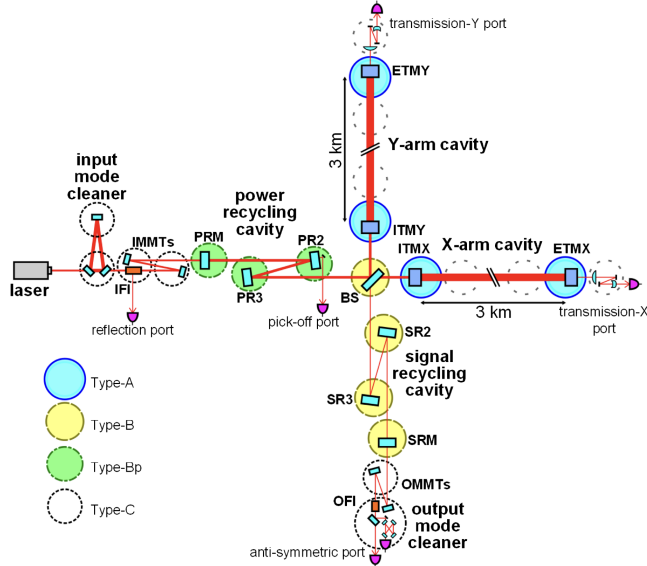 transmission-Y port
ETMY
3 km
Y-arm cavity
input
mode
cleaner
power
recycling
cavity
ITMY
IMMTs
PRM
PR2
ITMX
X-arm cavity
ETMX
laser
IFI
PR3
BS
reflection port
pick-off port
3 km
transmission-X
port
SR2
signal
recycling
cavity
SR3
SRM
Type-A
Type-B
Type-Bp
Type-C
OMMTs
OFI
output
mode
cleaner
anti-symmetric port